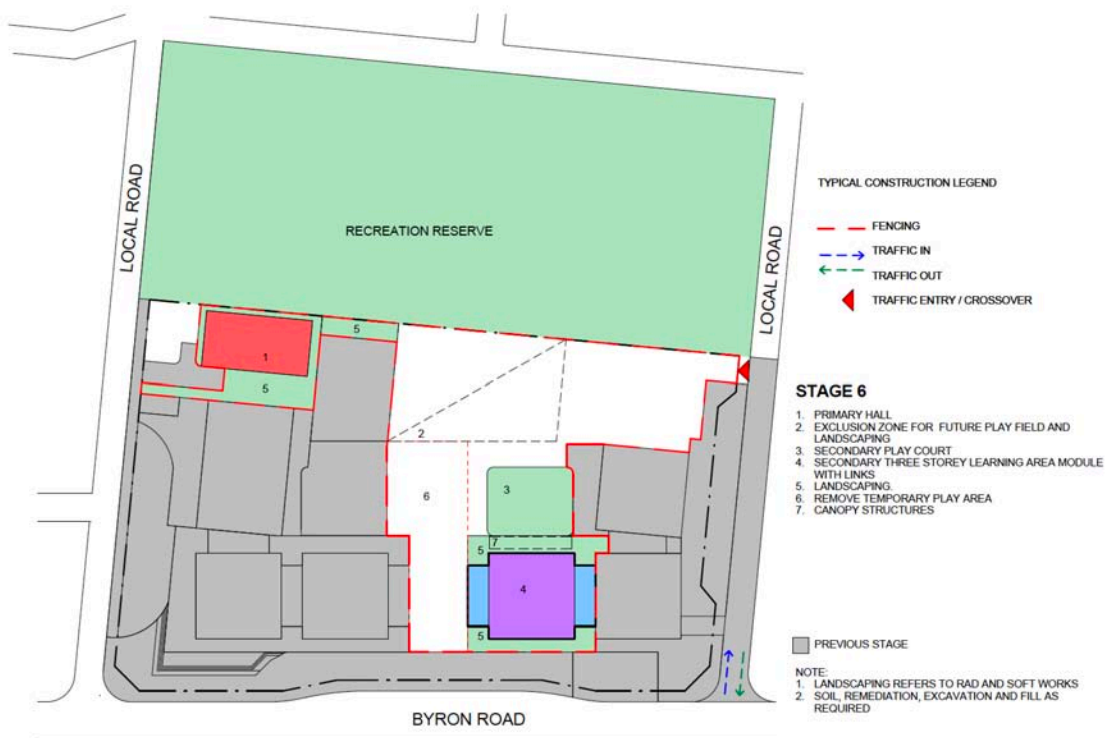 LOCAL ROAD
RECREATION RESERVE
LOCAL ROAD
1
5
5
2
6
3
7
5
4
5
BYRON ROAD
TYPICAL CONSTRUCTION LEGEND
FENCING
TRAFFIC IN
TRAFFIC OUT
TRAFFIC ENTRY / CROSSOVER
STAGE 6
1. PRIMARY HALL
2. EXCLUSION ZONE FOR FUTURE PLAY FIELD AND
LANDSCAPING
3. SECONDARY PLAY COURT
4. SECONDARY THREE STOREY LEARNING AREA MODULE
WITH LINKS
5. LANDSCAPING.
6. REMOVE TEMPORARY PLAY AREA
7. CANOPY STRUCTURES
PREVIOUS STAGE
NOTE:
1. LANDSCAPING REFERS TO RAD AND SOFT WORKS
2. SOIL, REMEDIATION, EXCAVATION AND FILL AS
REQUIRED